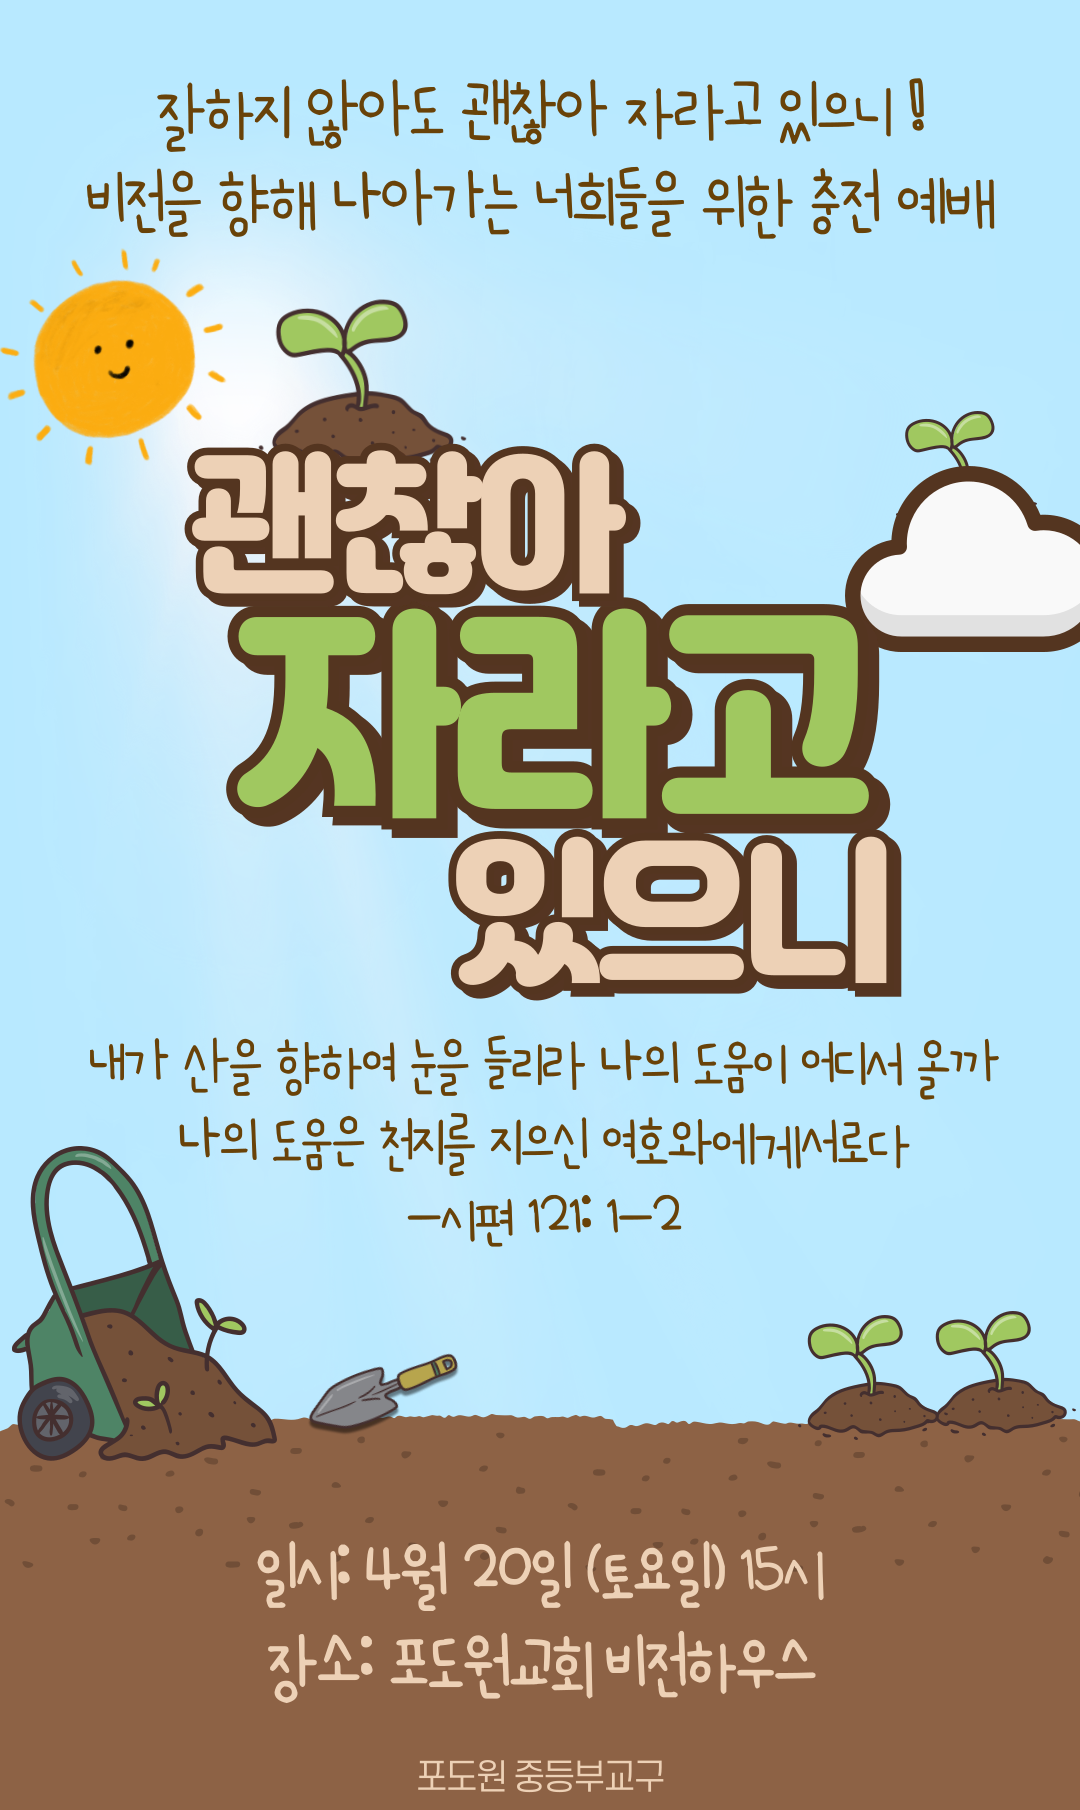 잘하지 않아도 괜찮아 자라고 있으니!
비전을 향해 나아가는 너희들을 위한 충전 예배
괜찮아
자라고
있으니
내가 산을 향하여 눈을 들리라 나의 도움이 어디서 올까
나의 도움은 천지를 지으신 여호와에게서로다
-시편 121: 1-2
일시: 4월 20일 (토요일) 15시
장소: 포도원교회 비전하우스
포도원 중등부교구